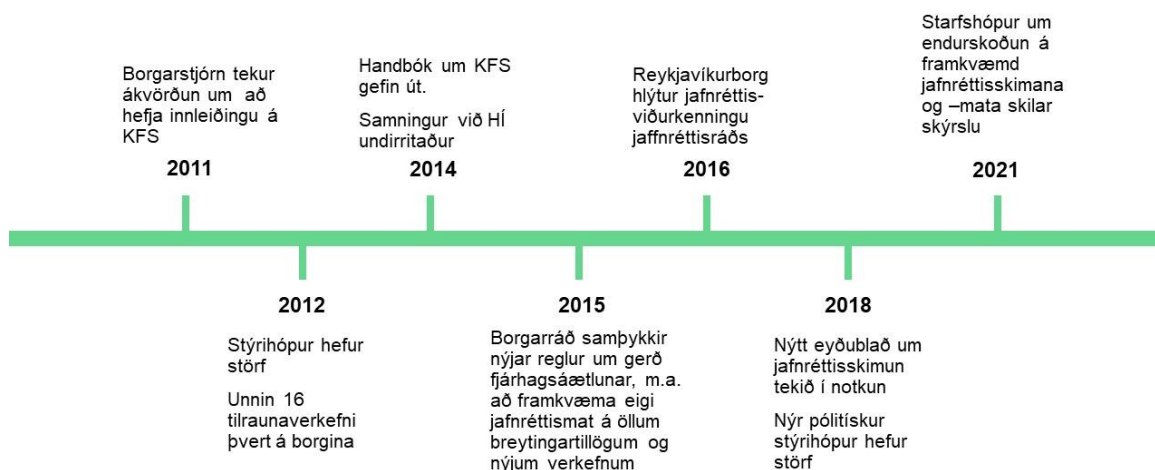 Borgarstjórn tekur
ákvörðun um að
hefja innleiðingu á
KFS
2011
Handbók um KFS
gefin út.
Samningur við HÍ
undirritaður
2014
Reykjavíkurborg
hlýtur jafnréttis-
viðurkenningu
jaffnréttisráðs
2016
Starfshópur um
endurskoðun á
framkvæmd
jafnréttisskimana
og –mata skilar
skýrslu
2021
2012
Stýrihópur hefur
störf
Unnin 16
tilraunaverkefni
þvert á borgina
2015
Borgarráð samþykkir
nýjar reglur um gerð
fjárhagsáætlunar, m.a.
að framkvæma eigi
jafnréttismat á öllum
breytingartillögum og
nýjum verkefnum
2018
Nýtt eyðublað um
jafnréttisskimun
tekið í notkun
Nýr pólitískur
stýrihópur hefur
störf